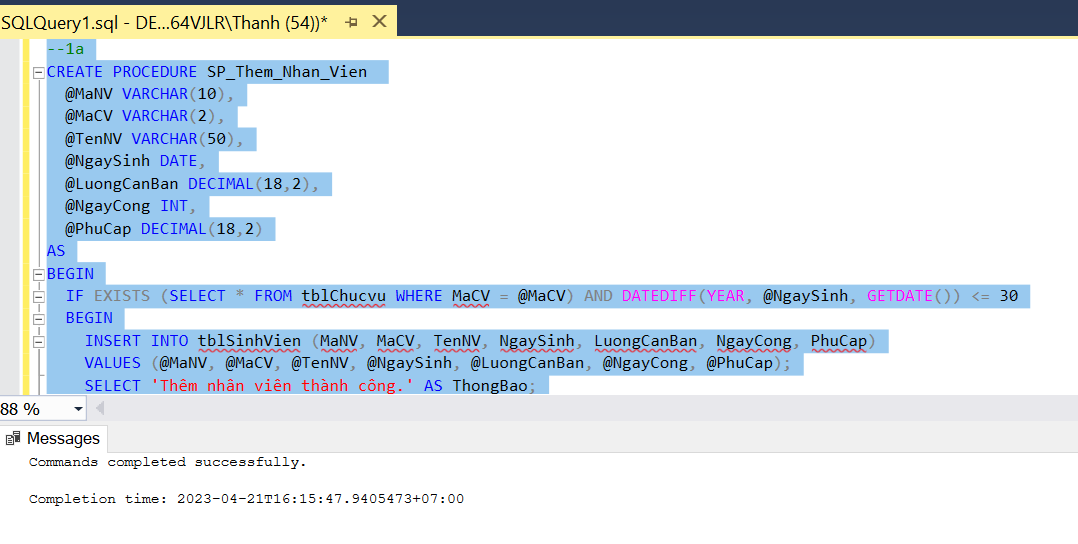 SQLQuery1.sql - DE...64VJLR\Thanh (54))*
--1a
CREATE PROCEDURE SP_Them_Nhan_Vien
@MaNV VARCHAR(10),
@MaCV VARCHAR(2),
@TenNV VARCHAR(50),
@NgaySinh DATE,
@LuongCanBan DECIMAL(18,2),
@NgayCong INT,
@PhuCap DECIMAL(18,2)
AS
BEGIN
IF EXISTS (SELECT * FROM tblChucvu WHERE MaCV = @MaCV) AND DATEDIFF(YEAR, @NgaySinh, GETDATE()) <= 30
BEGIN
INSERT INTO tblSinhVien (MaNV, MaCV, TenNV, NgaySinh, LuongCanBan, NgayCong, PhuCap)
VALUES (@MaNV, @MaCV, @TenNV, @NgaySinh, @LuongCanBan, @NgayCong, @PhuCap);
SELECT 'Thêm nhân viên thành công.' AS ThongBao;
88 %
Messages
Commands completed successfully.
Completion time: 2023-04-21T16:15:47.9405473+07:00